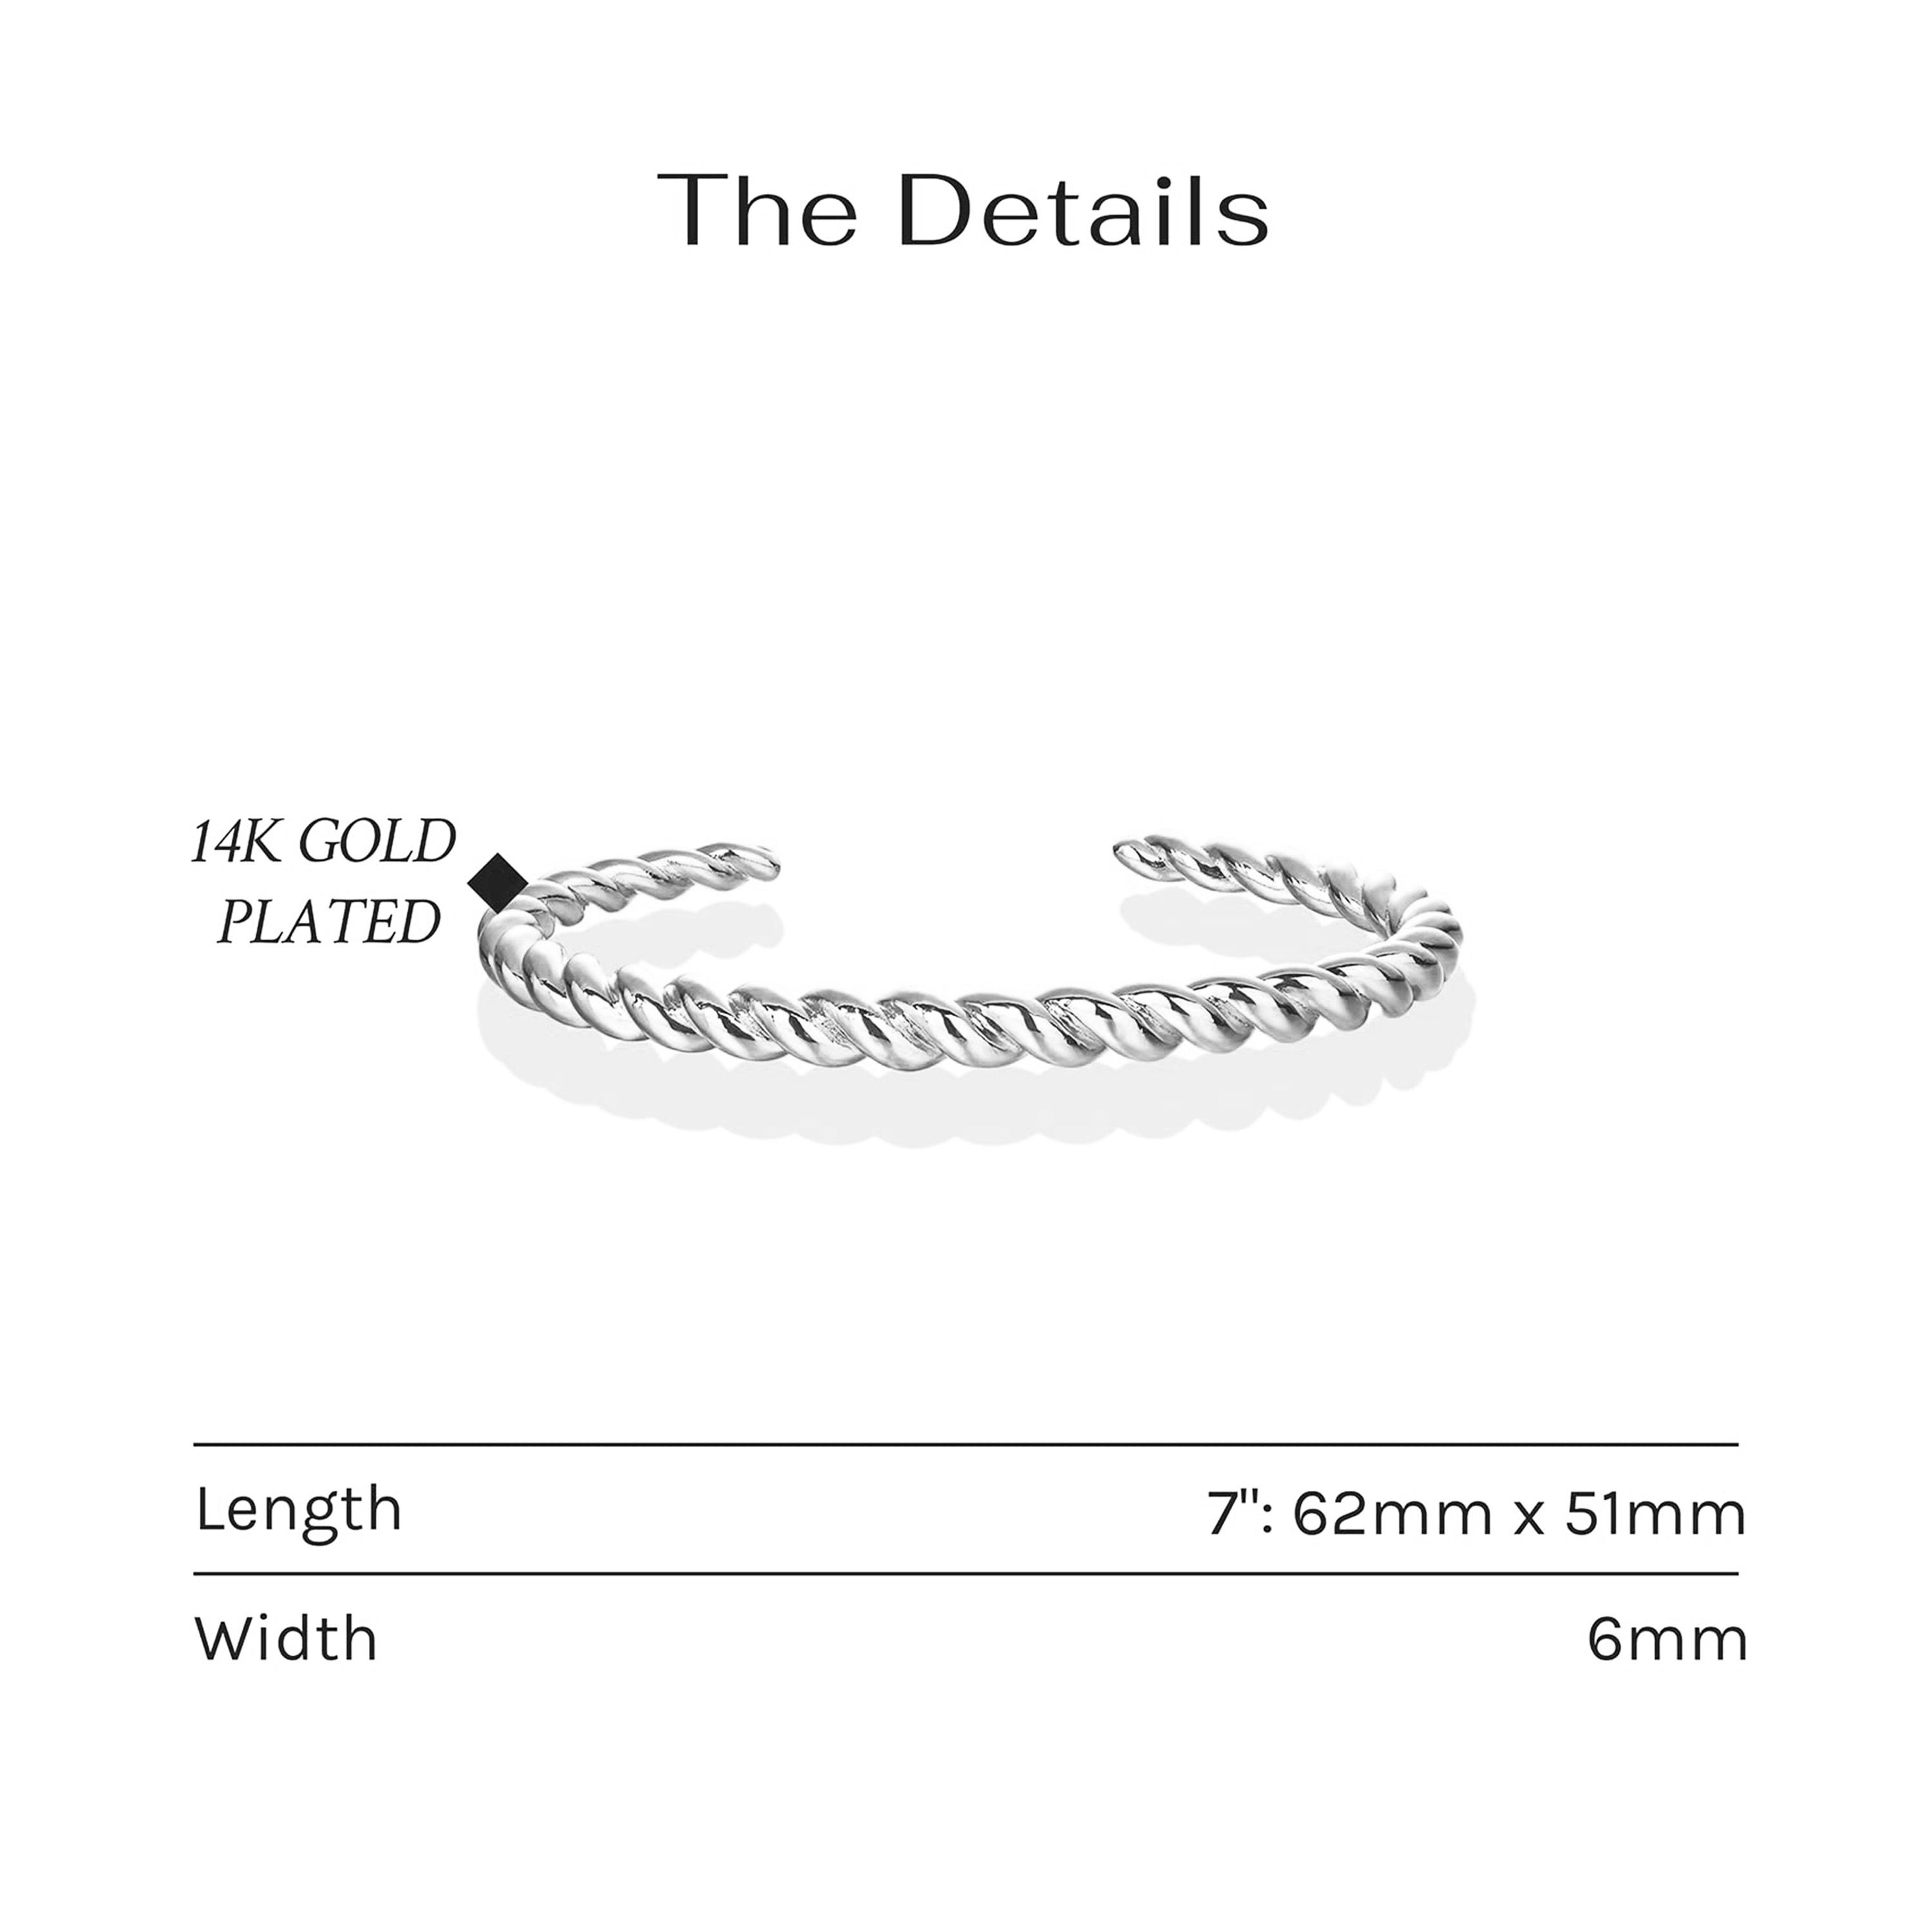 The Details
14K GOLD
PLATED
Length 7": 62mm x 51mm
Width 6mm